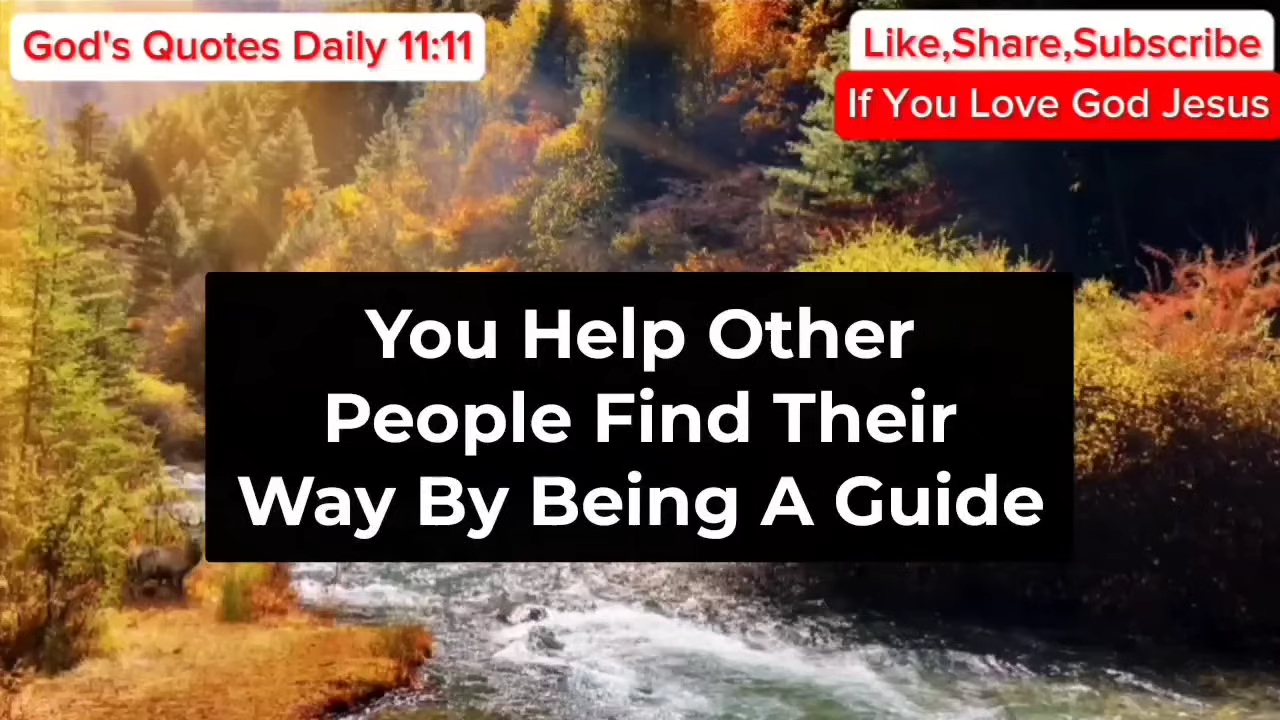 God's Quotes Daily 11:11
Like,Share,Subscribe
If You Love God Jesus
You Help Other
People Find Their
Way By Being A Guide